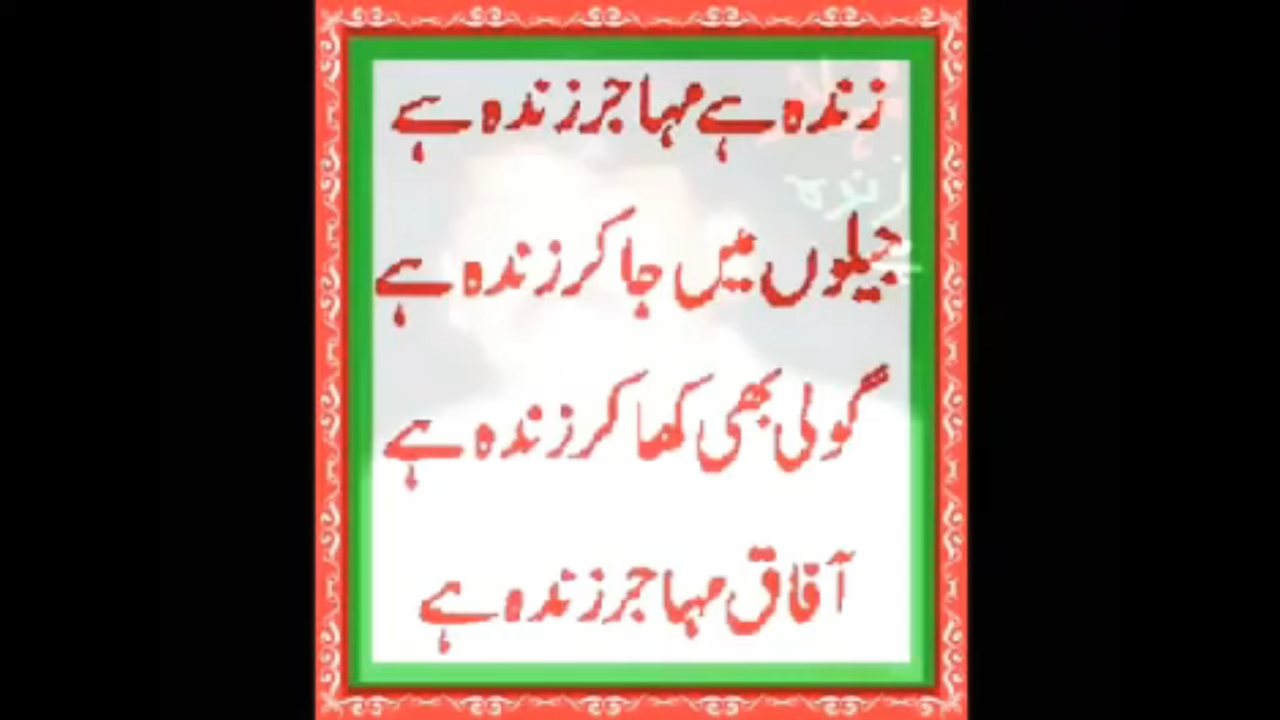 زندہ ہے مہاجر زندہ ہے
زندہ
جیلوں میں جا کر زندہ ہے
گولی بھی کھا کر زندہ ہے
آفاق مہاجر زندہ ہے